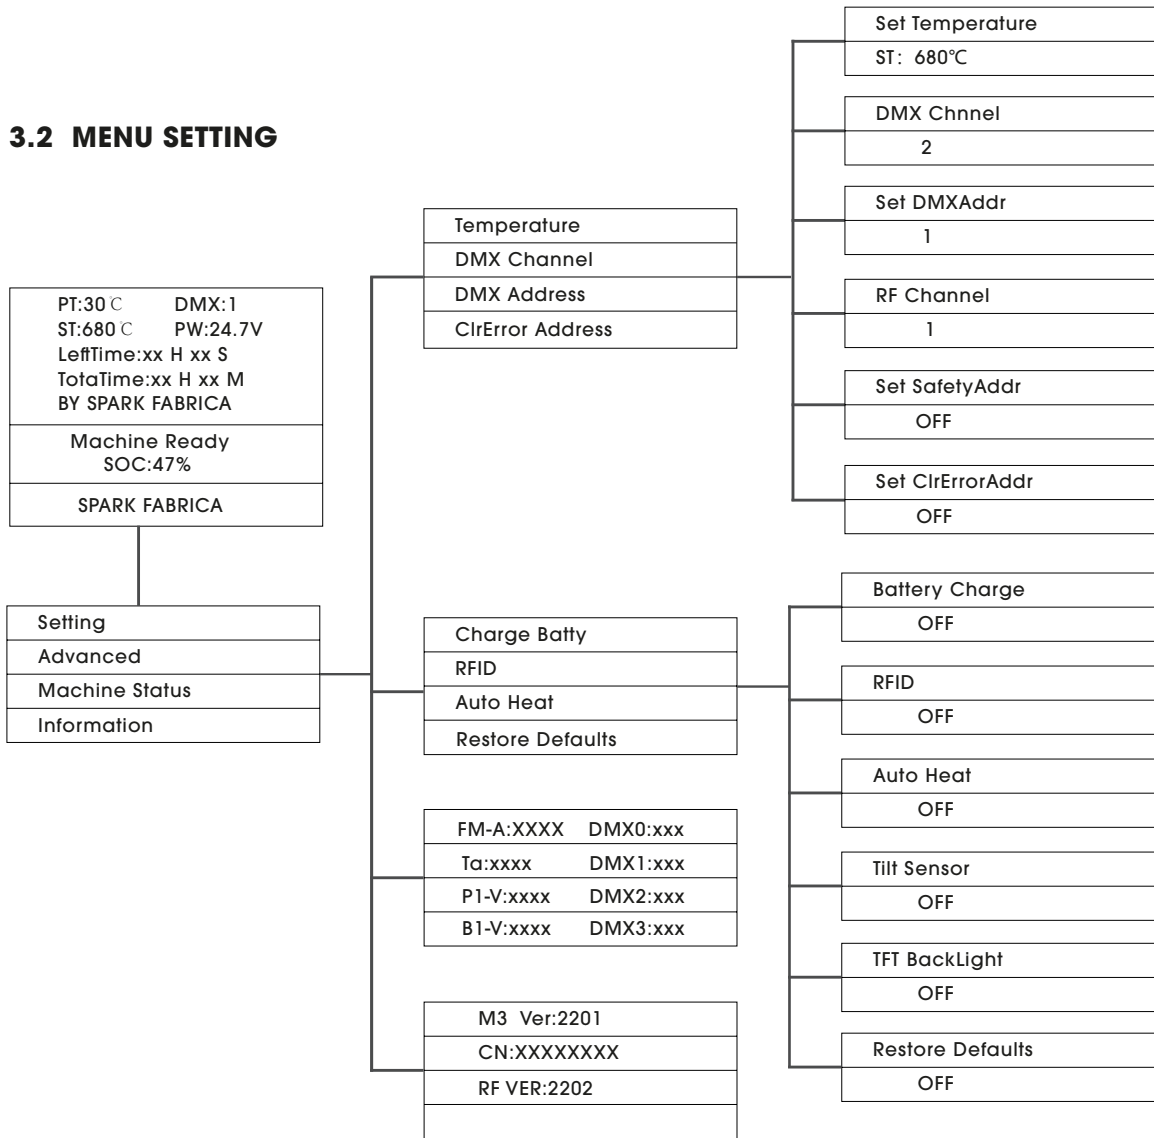 3.2 MENU SETTING
PT:30℃ DMX:1
ST:680℃ PW:24.7V
LeftTime:xx H xx S
TotaTime:xx H xx M
BY SPARK FABRICA
Machine Ready
SOC:47%
SPARK FABRICA
Setting
Advanced
Machine Status
Information
Temperature
DMX Channel
DMX Address
ClrError Address
Charge Batty
RFID
Auto Heat
Restore Defaults
FM-A:XXXX DMX0:xxx
Ta:xxxx DMX1:xxx
P1-V:xxxx DMX2:xxx
B1-V:xxxx DMX3:xxx
M3 Ver:2201
CN:XXXXXXXX
RF VER:2202
Set Temperature
ST: 680℃
DMX Chnnel
2
Set DMXAddr
1
RF Channel
1
Set SafetyAddr
OFF
Set ClrErrorAddr
OFF
Battery Charge
OFF
RFID
OFF
Auto Heat
OFF
Tilt Sensor
OFF
TFT BackLight
OFF
Restore Defaults
OFF